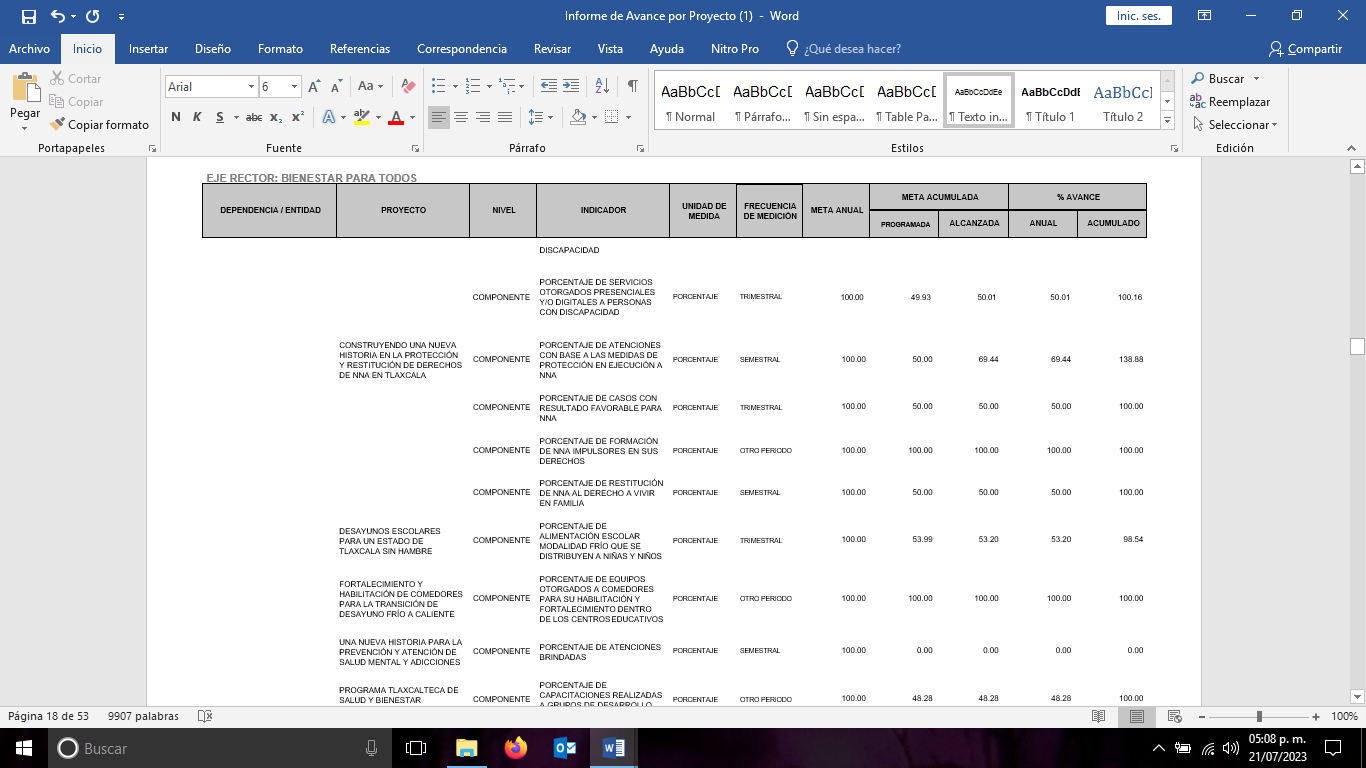 Informe de Avance por Proyecto (1) - Word
Inic. ses.
Archivo Inicio Insertar Diseño Formato Referencias Correspondencia Revisar Vista Ayuda Nitro Pro ¿Qué desea hacer? Compartir
Pegar
Cortar
Copiar
Copiar formato
Portapapeles
Arial 6
N K S abc x₂ x²
Fuente
Párrafo
AaBbCcD AaBbCcD AaBbCcD AaBbCcD AaBbCcDdEe AaBbCcDdE AaBbCcD
¶ Normal ¶ Párrafo... ¶ Sin espa... ¶ Table Pa... ¶ Texto in... ¶ Título 1 Título 2
Estilos
Buscar
Reemplazar
Seleccionar
Edición
EJE RECTOR: BIENESTAR PARA TODOS
DEPENDENCIA / ENTIDAD PROYECTO NIVEL INDICADOR UNIDAD DE MEDIDA FRECUENCIA DE MEDICIÓN META ANUAL META ACUMULADA % AVANCE
PROGRAMADA ALCANZADA ANUAL ACUMULADO
DISCAPACIDAD
COMPONENTE
PORCENTAJE DE SERVICIOS
OTORGADOS PRESENCIALES
Y/O DIGITALES A PERSONAS
CON DISCAPACIDAD
PORCENTAJE TRIMESTRAL 100.00 49.93 50.01 50.01 100.16
CONSTRUYENDO UNA NUEVA
HISTORIA EN LA PROTECCIÓN
Y RESTITUCIÓN DE DERECHOS
DE NNA EN TLAXCALA
COMPONENTE
PORCENTAJE DE ATENCIONES
CON BASE A LAS MEDIDAS DE
PROTECCIÓN EN EJECUCIÓN A
NNA
PORCENTAJE SEMESTRAL 100.00 50.00 69.44 69.44 138.88
COMPONENTE
PORCENTAJE DE CASOS CON
RESULTADO FAVORABLE PARA
NNA
PORCENTAJE TRIMESTRAL 100.00 50.00 50.00 50.00 100.00
COMPONENTE
PORCENTAJE DE FORMACIÓN
DE NNA IMPULSORES EN SUS
DERECHOS
PORCENTAJE OTRO PERIODO 100.00 100.00 100.00 100.00 100.00
COMPONENTE
PORCENTAJE DE RESTITUCIÓN
DE NNA AL DERECHO A VIVIR
EN FAMILIA
PORCENTAJE SEMESTRAL 100.00 50.00 50.00 50.00 100.00
DESAYUNOS ESCOLARES
PARA UN ESTADO DE
TLAXCALA SIN HAMBRE
COMPONENTE
PORCENTAJE DE
ALIMENTACIÓN ESCOLAR
MODALIDAD FRÍO QUE SE
DISTRIBUYEN A NIÑAS Y NIÑOS
PORCENTAJE TRIMESTRAL 100.00 53.99 53.20 53.20 98.54
FORTALECIMIENTO Y
HABILITACIÓN DE COMEDORES
PARA LA TRANSICIÓN DE
DESAYUNO FRÍO A CALIENTE
COMPONENTE
PORCENTAJE DE EQUIPOS
OTORGADOS A COMEDORES
PARA SU HABILITACIÓN Y
FORTALECIMIENTO DENTRO
DE LOS CENTROS EDUCATIVOS
PORCENTAJE OTRO PERIODO 100.00 100.00 100.00 100.00 100.00
UNA NUEVA HISTORIA PARA LA
PREVENCIÓN Y ATENCIÓN DE
SALUD MENTAL Y ADICCIONES
COMPONENTE
PORCENTAJE DE ATENCIONES
BRINDADAS
PORCENTAJE SEMESTRAL 100.00 0.00 0.00 0.00 0.00
PROGRAMA TLAXCALTECA DE
SALUD Y BIENESTAR
COMPONENTE
PORCENTAJE DE
CAPACITACIONES REALIZADAS
A GRUPOS DE DESARROLLO
PORCENTAJE OTRO PERIODO 100.00 48.28 48.28 48.28 100.00
Página 18 de 53 9907 palabras 100%
Buscar
05:08 p. m.
21/07/2023